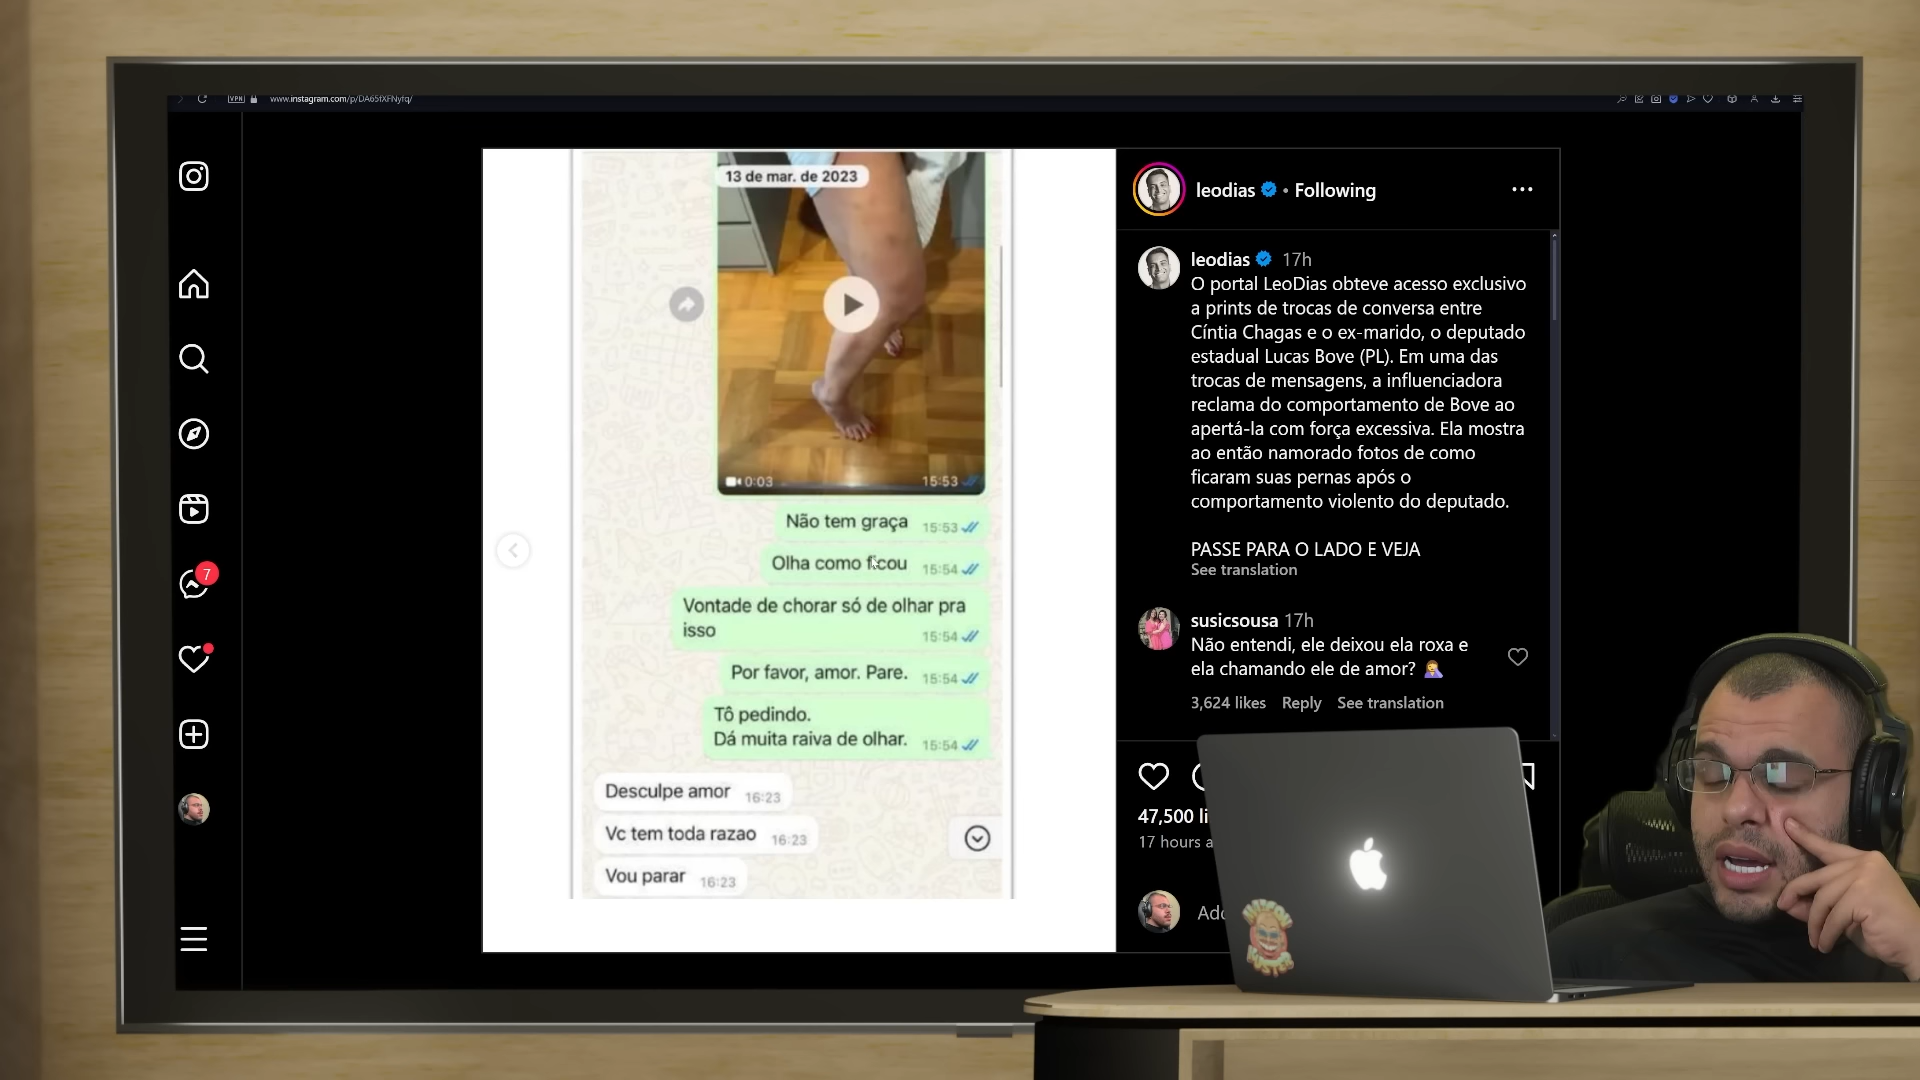 VPN
www.instagram.com/p/DA65fXFNyfq/
7
13 de mar. de 2023
0:03
15:53
Não tem graça 15:53
Olha como ficou 15:54
Vontade de chorar só de olhar pra
isso 15:54
Por favor, amor. Pare. 15:54
Tô pedindo.
Dá muita raiva de olhar. 15:54
Desculpe amor 16:23
Vc tem toda razao 16:23
Vou parar 16:23
leodias • Following
leodias 17h
O portal LeoDias obteve acesso exclusivo
a prints de trocas de conversa entre
Cíntia Chagas e o ex-marido, o deputado
estadual Lucas Bove (PL). Em uma das
trocas de mensagens, a influenciadora
reclama do comportamento de Bove ao
apertá-la com força excessiva. Ela mostra
ao então namorado fotos de como
ficaram suas pernas após o
comportamento violento do deputado.
PASSE PARA O LADO E VEJA
See translation
susicsousa 17h
Não entendi, ele deixou ela roxa e
ela chamando ele de amor? 🤦‍♀️
3,624 likes Reply See translation
47,500 li
17 hours a
Add